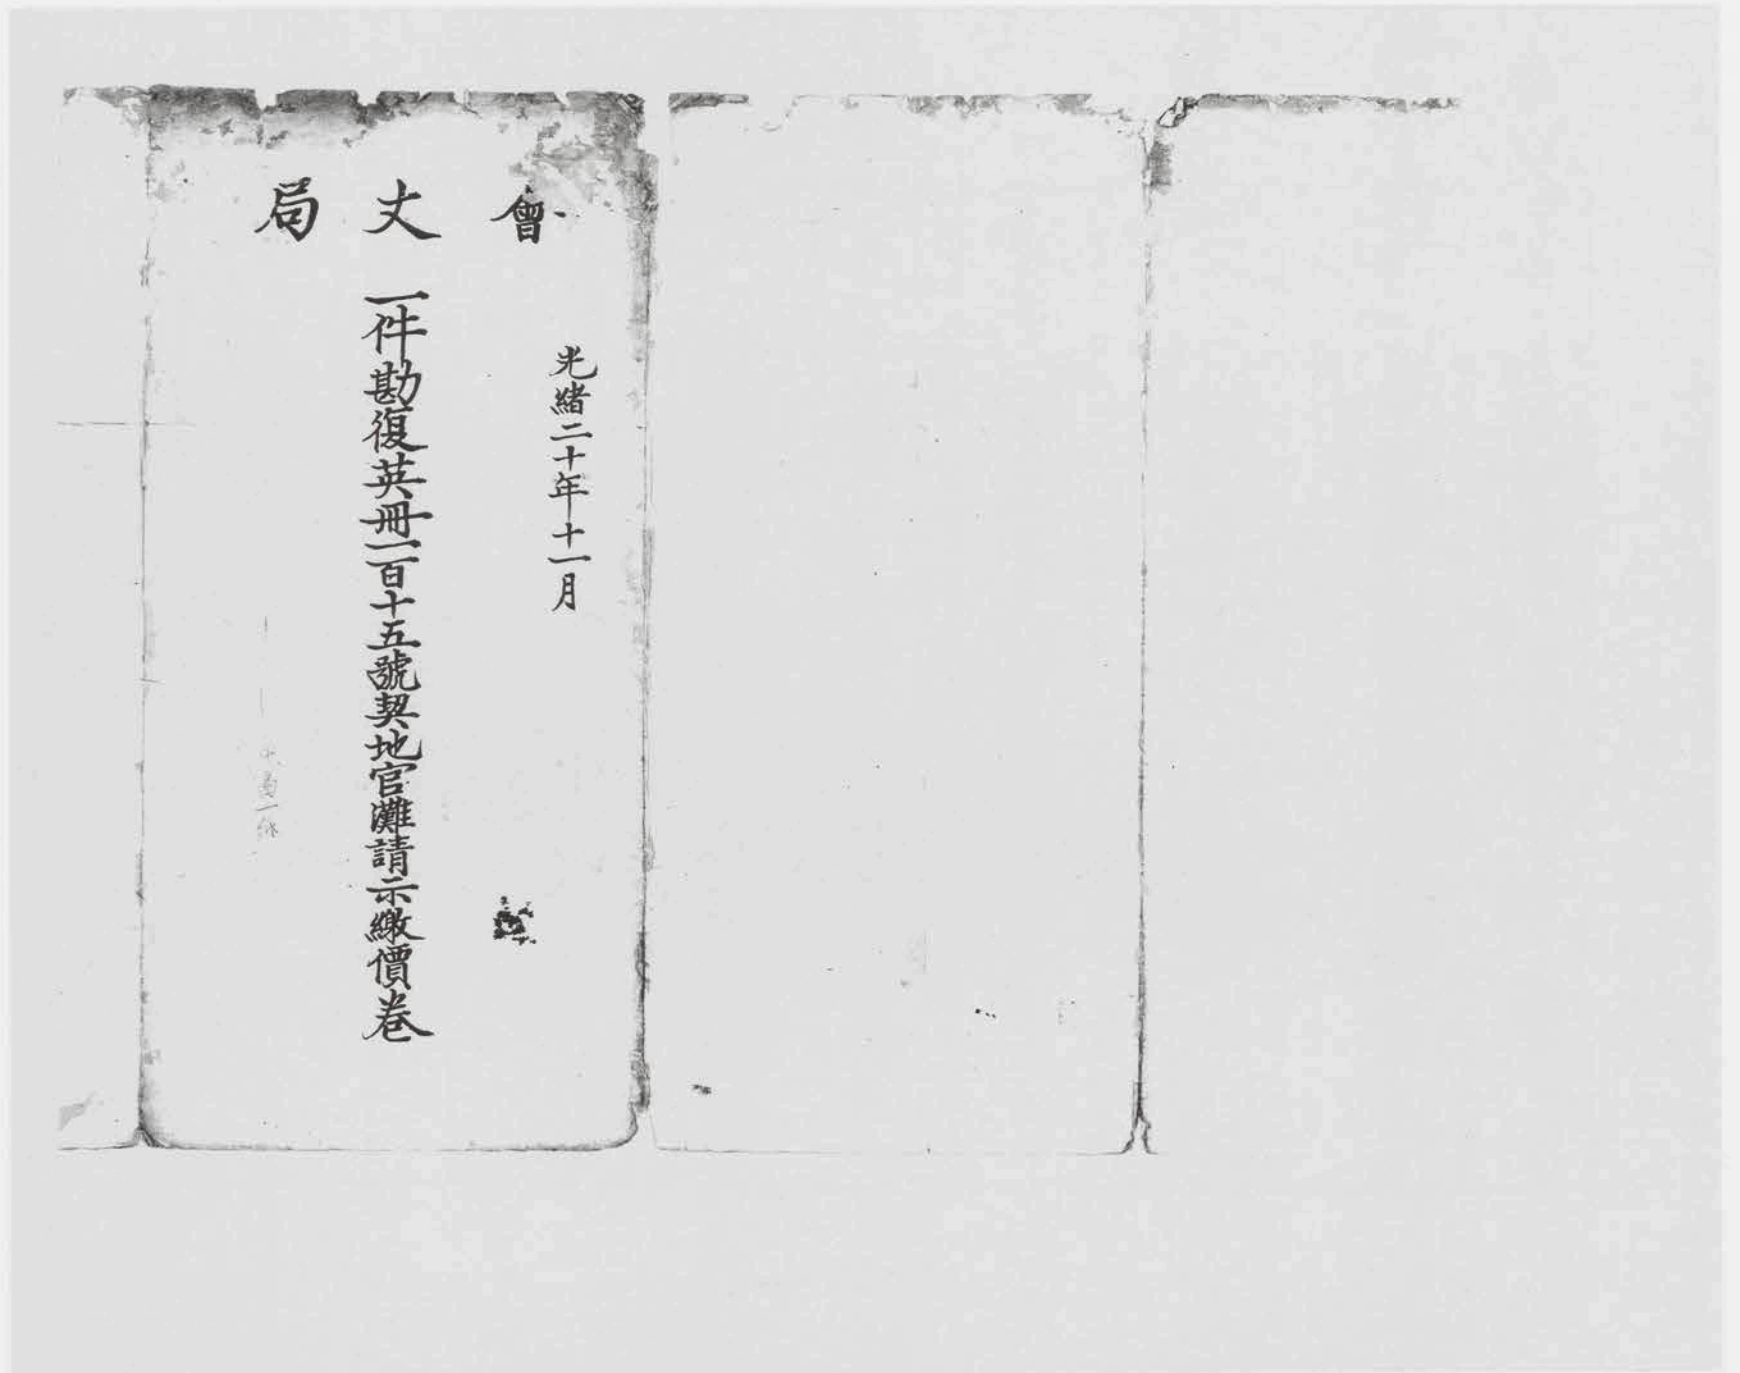 會丈局
光緒二十年十一月
一件勘復英冊一百十五號契地官灘請示繳價卷